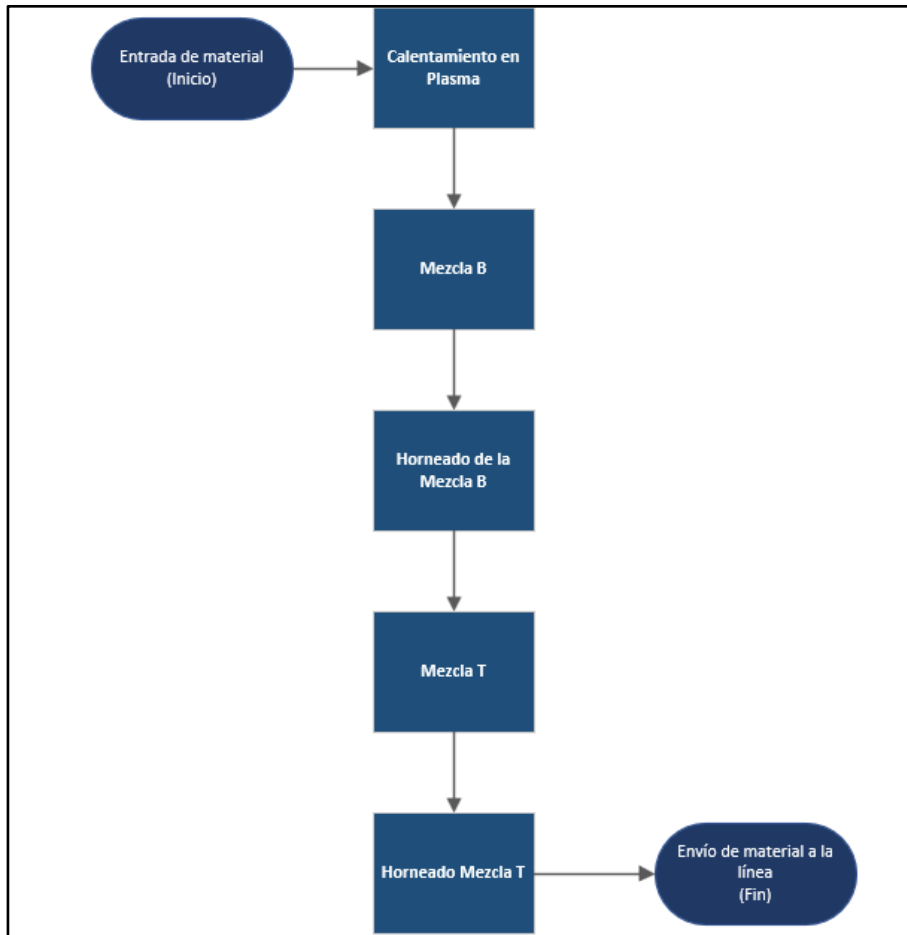 Entrada de material
(Inicio)
Calentamiento en
Plasma
Mezcla B
Horneado de la
Mezcla B
Mezcla T
Horneado Mezcla T
Envío de material a la
línea
(Fin)